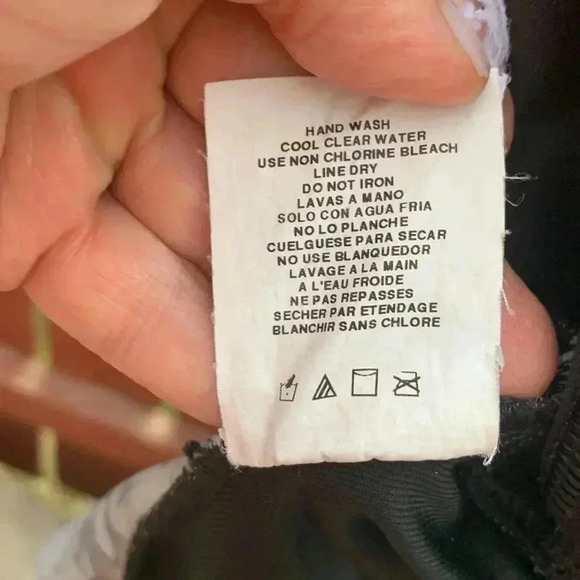 HAND WASH
COOL CLEAR WATER
USE NON CHLORINE BLEACH
LINE DRY
DO NOT IRON
LAVAS A MANO
SOLO CON AGUA FRIA
NO LO PLANCHE
CUELGUESE PARA SECAR
NO USE BLANQUEDOR
LAVAGE A LA MAIN
A L'EAU FROIDE
NE PAS REPASSES
SECHER PAR ETENDAGE
BLANCHIR SANS CHLORE